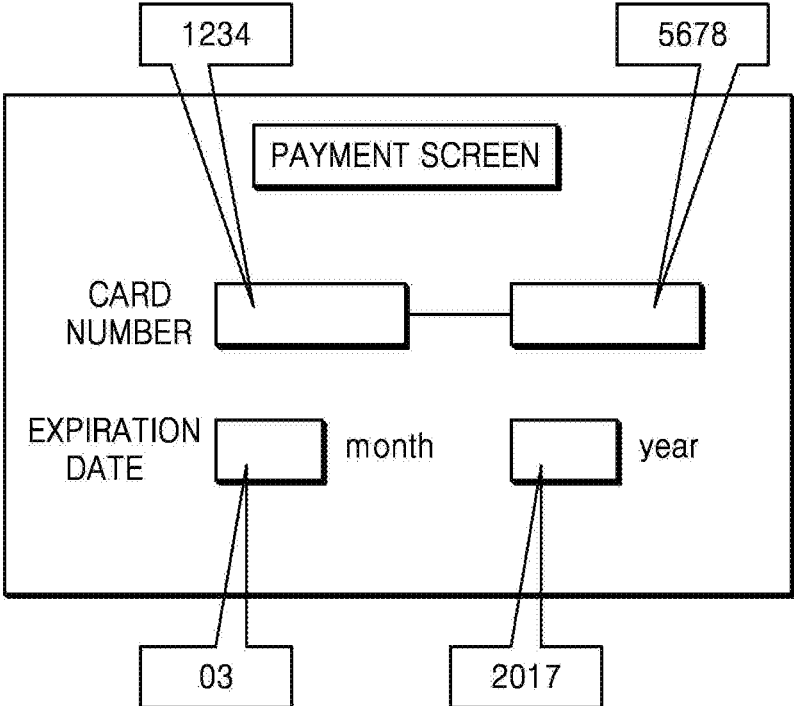 1234
5678
PAYMENT SCREEN
CARD
NUMBER
EXPIRATION
DATE
month
year
03
2017